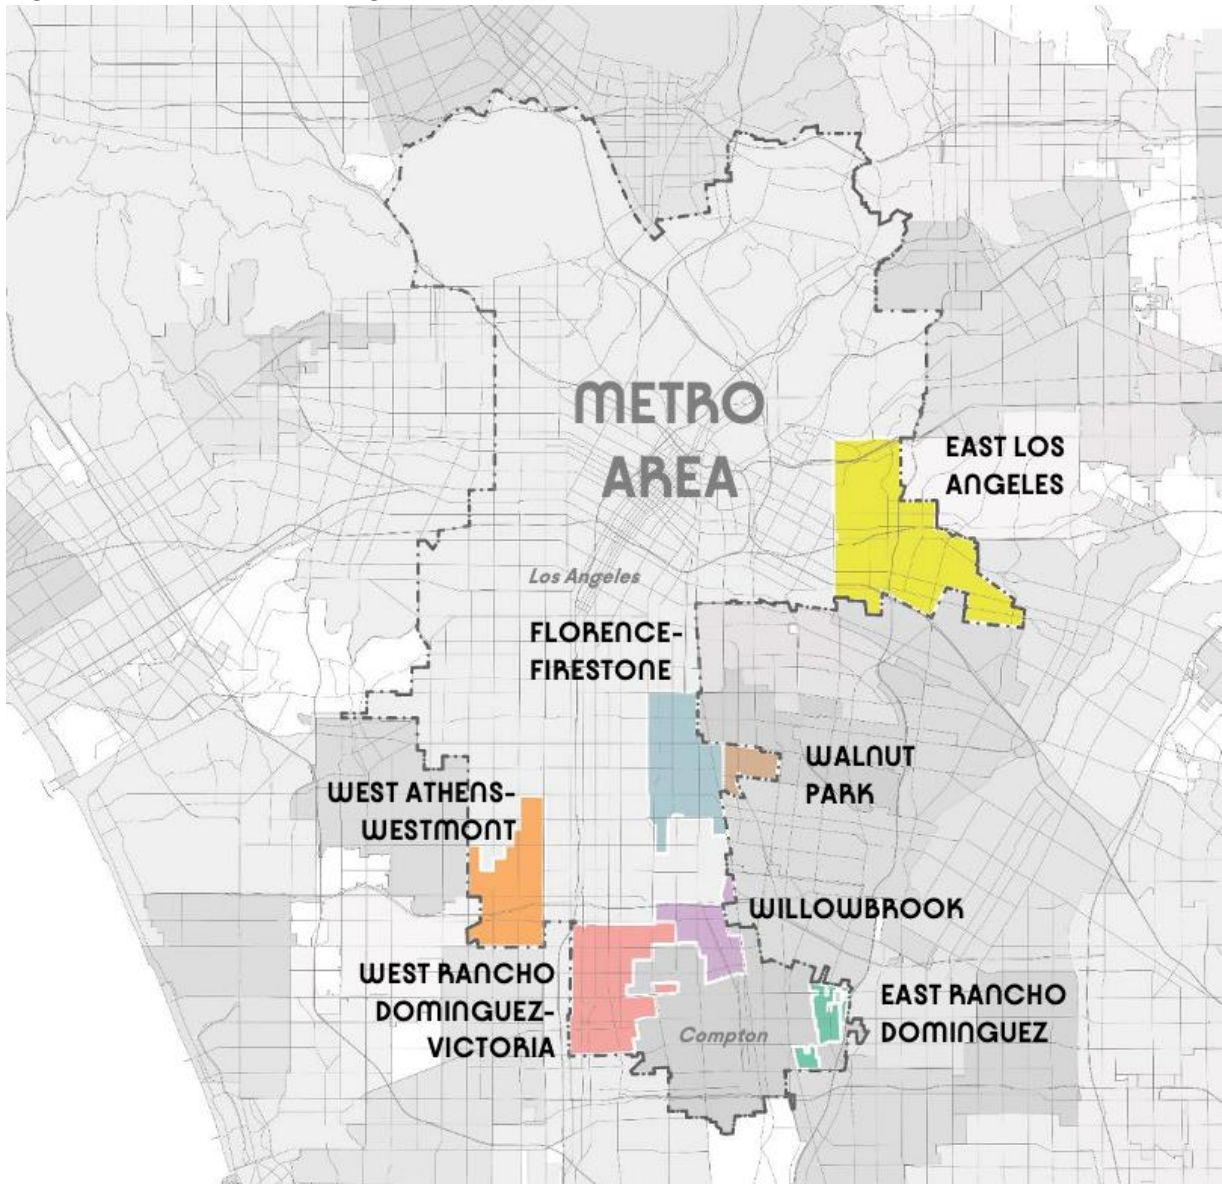 METRO
AREA
EAST LOS
ANGELES
Los Angeles
FLORENCE-
FIRESTONE
WALNUT
PARK
WEST ATHENS-
WESTMONT
WILLOWBROOK
WEST RANCHO
DOMINGUEZ-
VICTORIA
EAST RANCHO
DOMINGUEZ
Compton